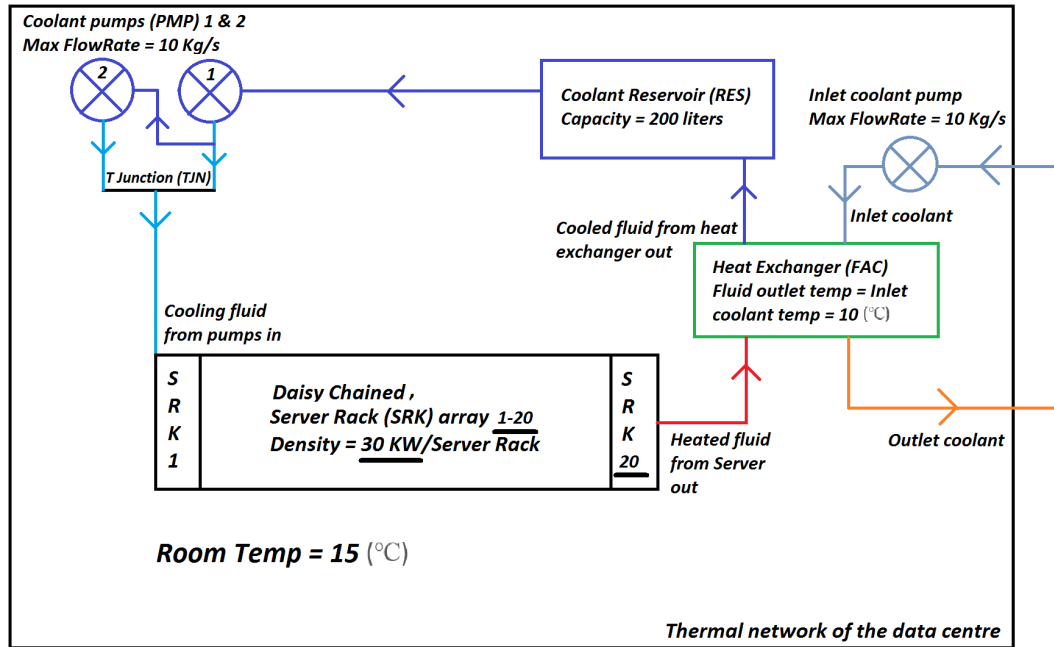 Coolant pumps (PMP) 1 & 2
Max FlowRate = 10 Kg/s
2
1
T Junction (TJN)
Coolant Reservoir (RES)
Capacity = 200 liters
Inlet coolant pump
Max FlowRate = 10 Kg/s
Inlet coolant
Cooled fluid from heat
exchanger out
Heat Exchanger (FAC)
Fluid outlet temp = Inlet
coolant temp = 10 (℃)
Cooling fluid
from pumps in
S
R
K
1
Daisy Chained ,
Server Rack (SRK) array 1-20
Density = 30 KW/Server Rack
S
R
K
20
Heated fluid
from Server
out
Outlet coolant
Room Temp = 15 (℃)
Thermal network of the data centre